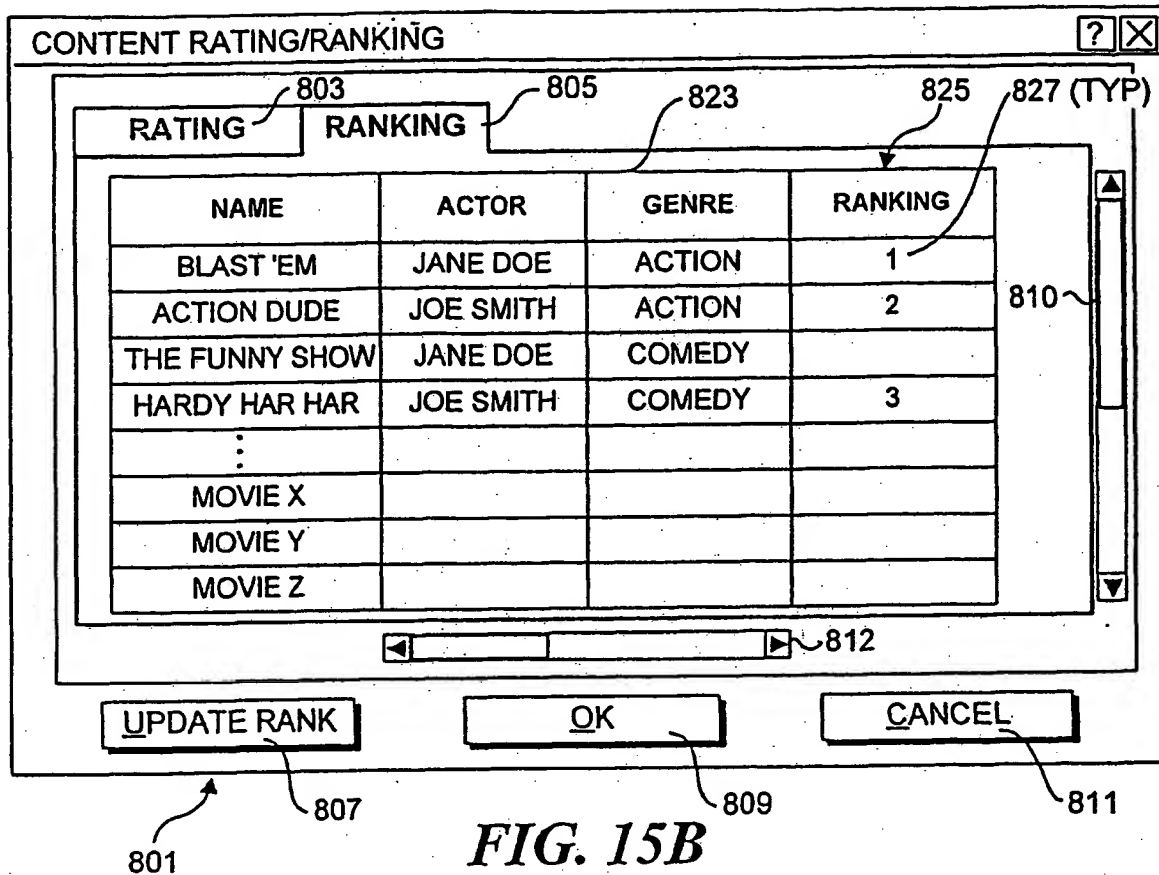 CONTENT RATING/RANKING ? X
803 805 823 825 827 (TYP)
RATING RANKING
NAME ACTOR GENRE RANKING
BLAST 'EM JANE DOE ACTION 1
ACTION DUDE JOE SMITH ACTION 2
810
THE FUNNY SHOW JANE DOE COMEDY
HARDY HAR HAR JOE SMITH COMEDY 3
MOVIE X
MOVIE Y
MOVIE Z
812
UPDATE RANK OK CANCEL
807 809 811
801
FIG. 15B